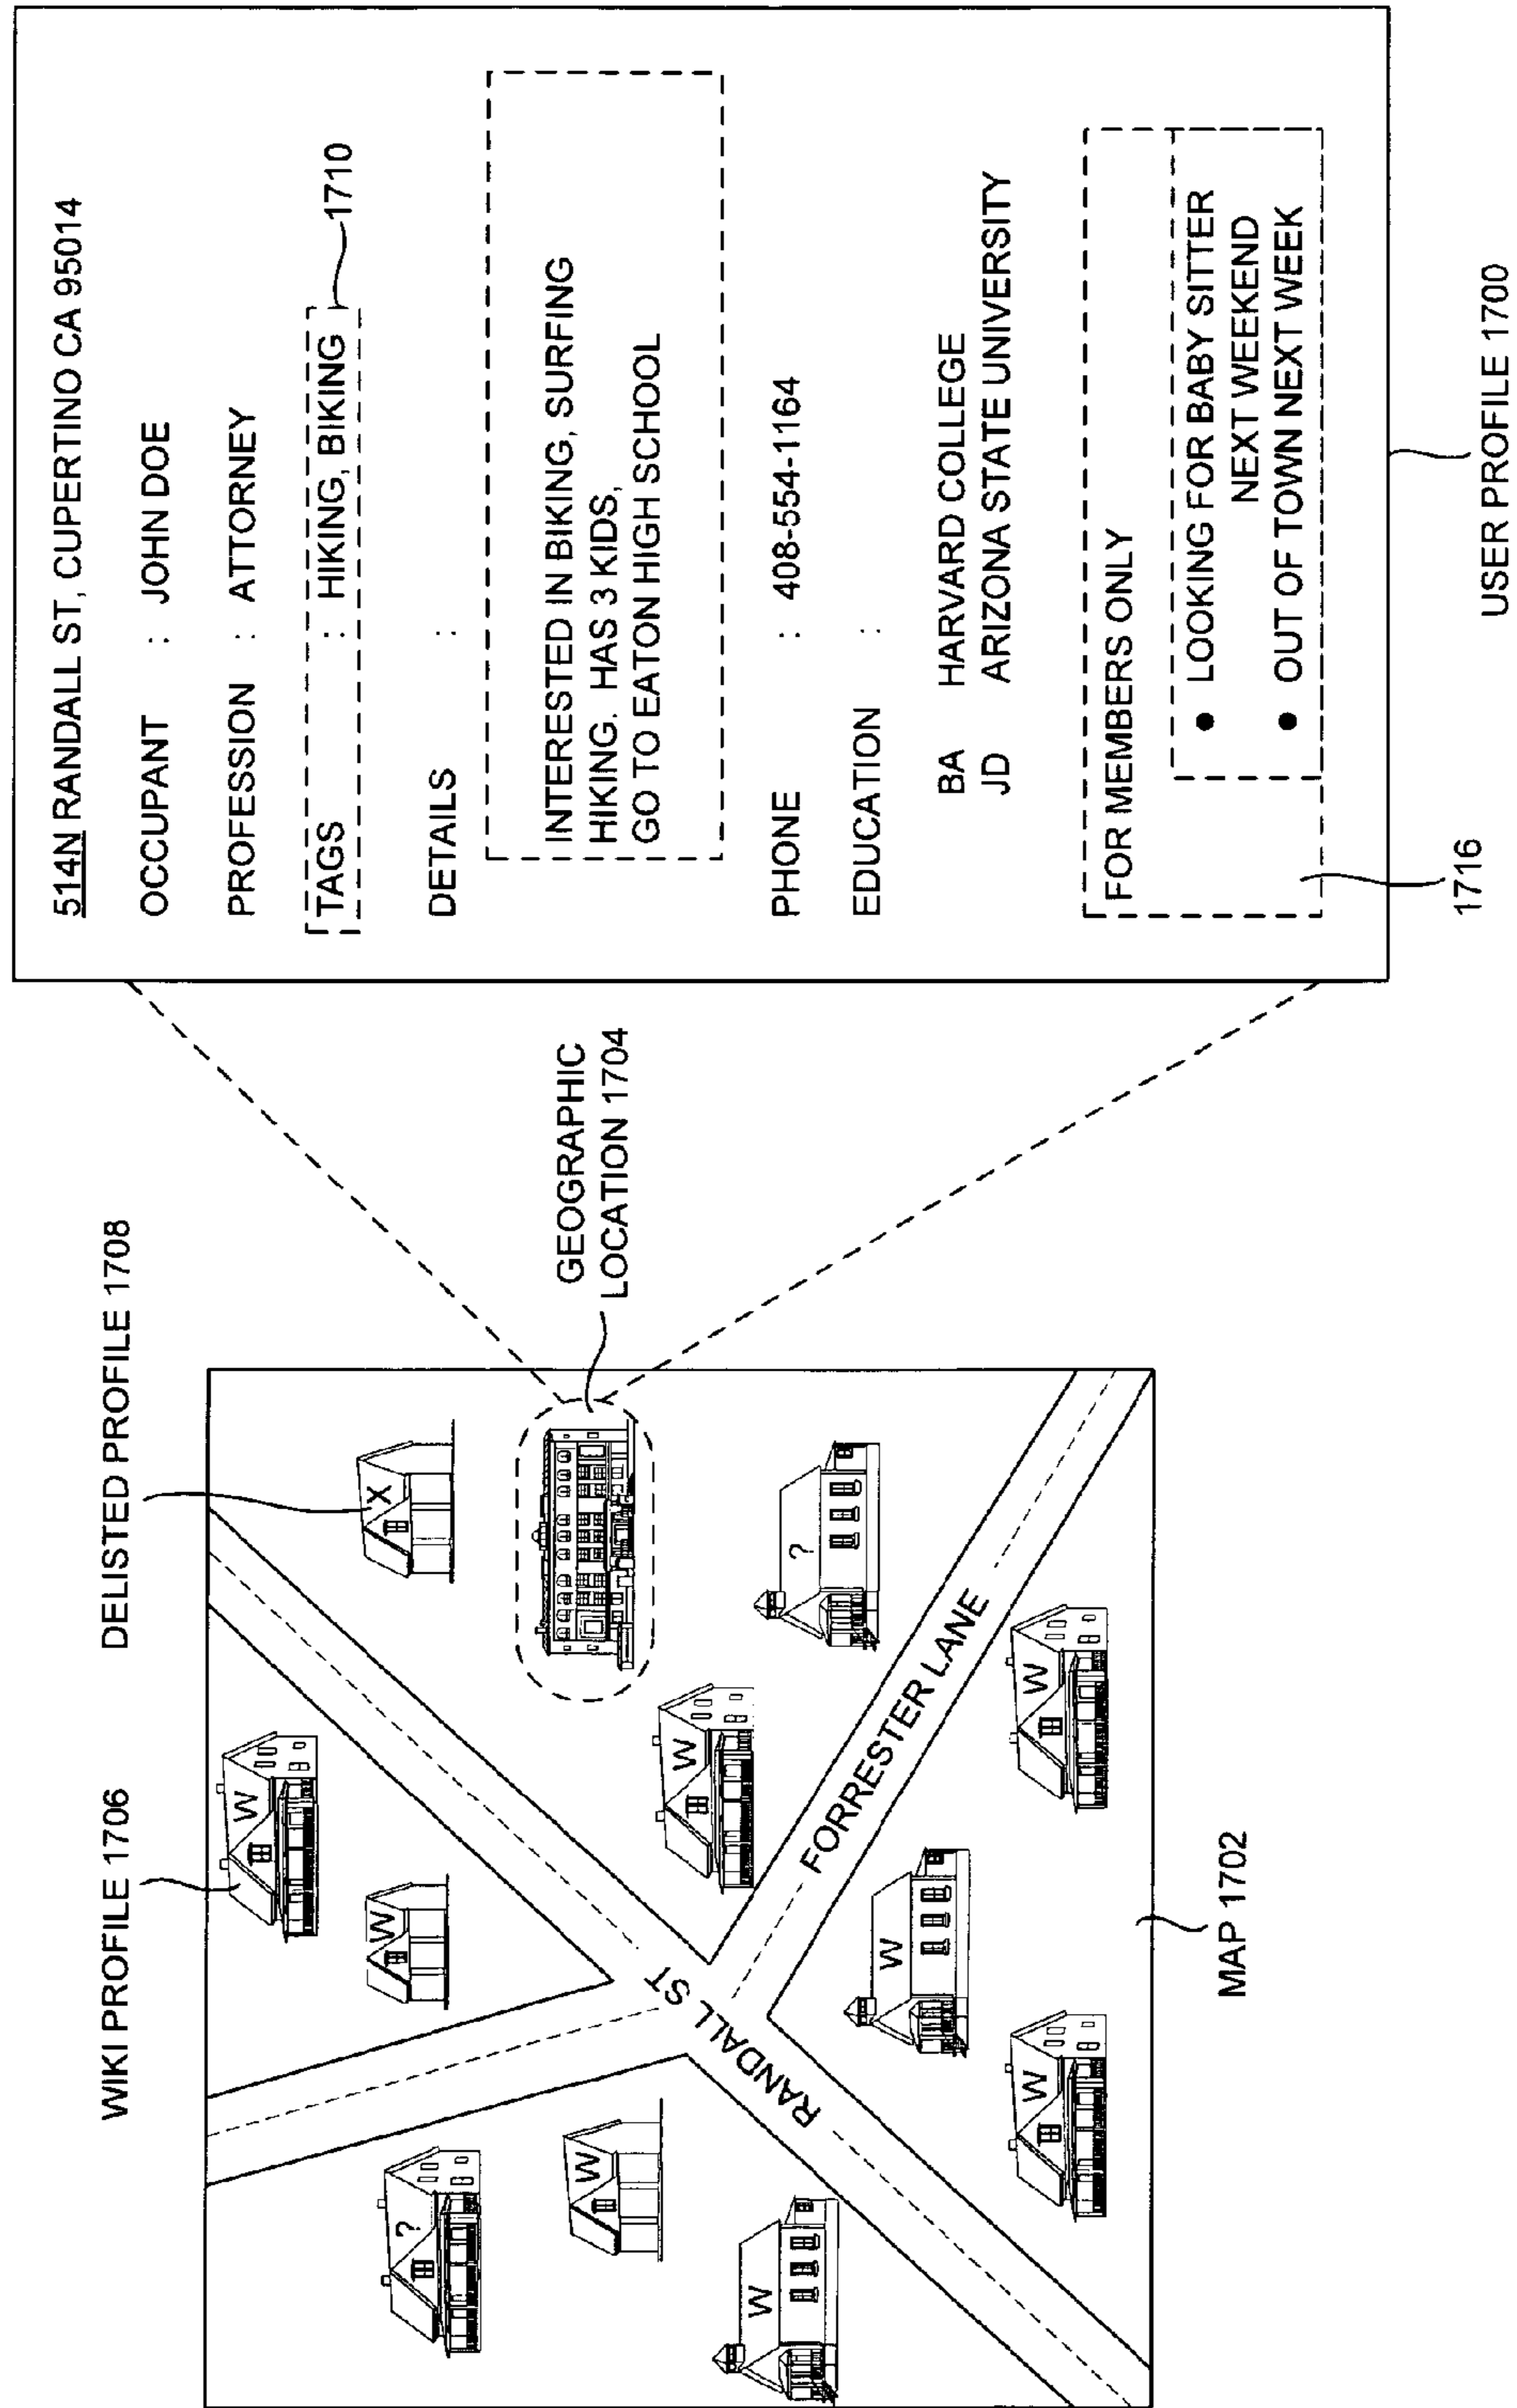 WIKI PROFILE 1706
DELISTED PROFILE 1708
W
W
X
?
W
W
RANDALL ST
W
GEOGRAPHIC
LOCATION 1704
?
W
FORRESTER LANE
W
W
W
MAP 1702
514N RANDALL ST, CUPERTINO CA 95014
OCCUPANT : JOHN DOE
PROFESSION : ATTORNEY
TAGS : HIKING, BIKING
1710
DETAILS :
INTERESTED IN BIKING, SURFING
HIKING. HAS 3 KIDS,
GO TO EATON HIGH SCHOOL
PHONE : 408-554-1164
EDUCATION :
BA HARVARD COLLEGE
JD ARIZONA STATE UNIVERSITY
FOR MEMBERS ONLY
• LOOKING FOR BABY SITTER
NEXT WEEKEND
• OUT OF TOWN NEXT WEEK
1716
USER PROFILE 1700